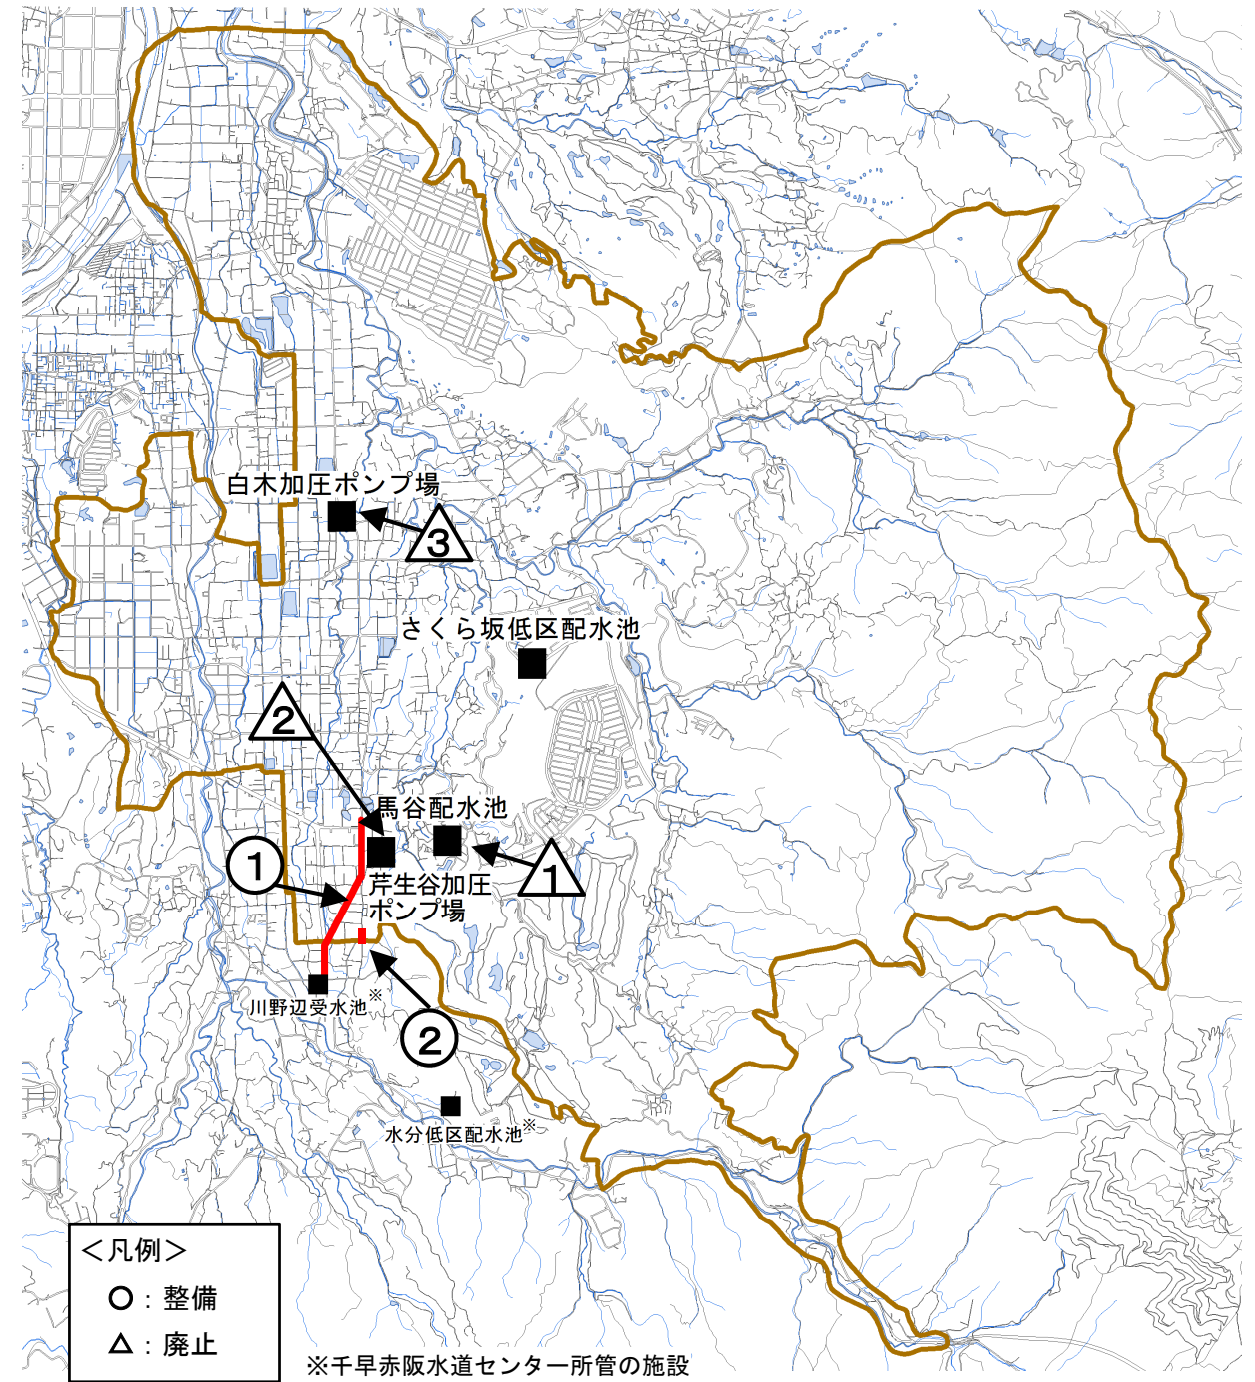 白木加圧ポンプ場
3
さくら坂低区配水池
2
馬谷配水池
1
1
芹生谷加圧
ポンプ場
川野辺受水池※
2
水分低区配水池※
＜凡例＞
○：整備
△：廃止
※千早赤阪水道センター所管の施設